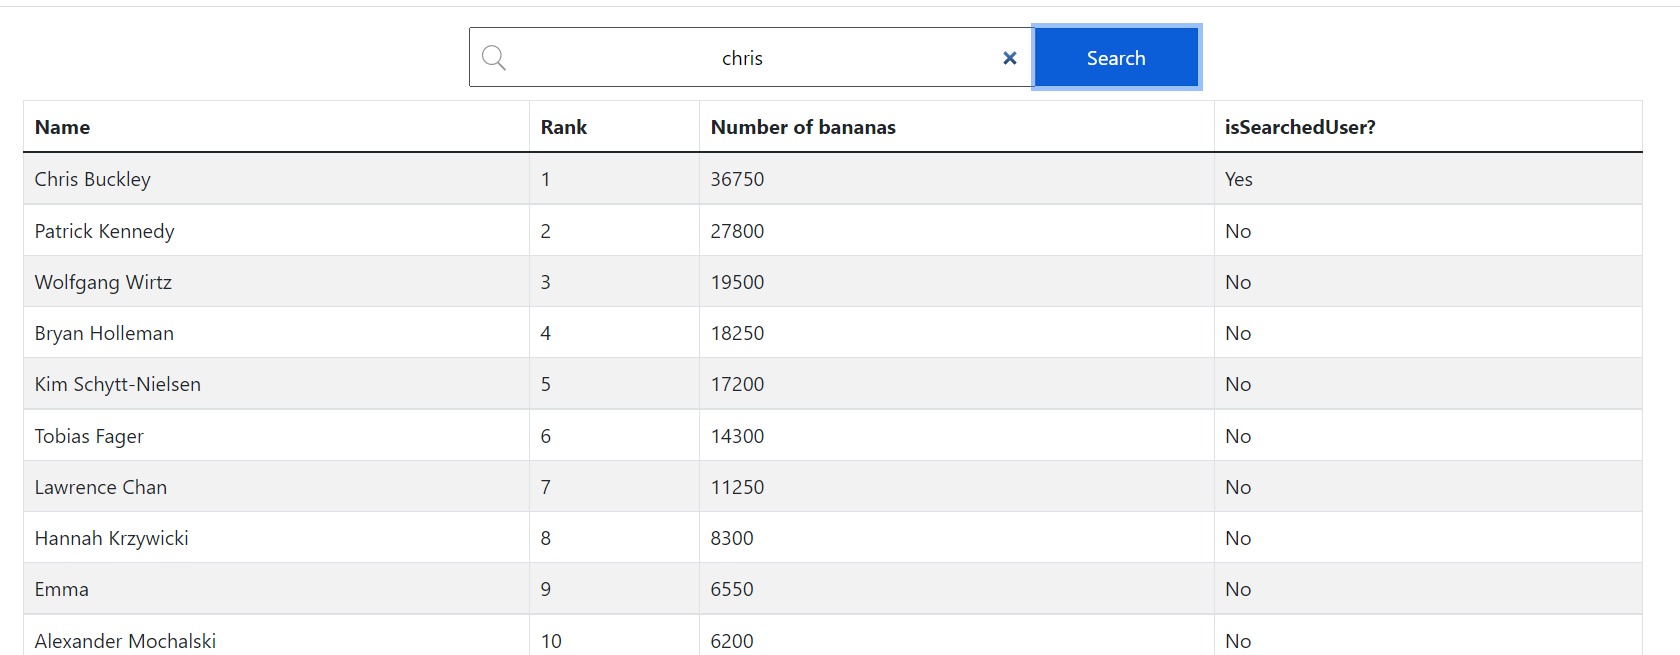 chris × Search
Name Rank Number of bananas isSearchedUser?
Chris Buckley 1 36750 Yes
Patrick Kennedy 2 27800 No
Wolfgang Wirtz 3 19500 No
Bryan Holleman 4 18250 No
Kim Schytt-Nielsen 5 17200 No
Tobias Fager 6 14300 No
Lawrence Chan 7 11250 No
Hannah Krzywicki 8 8300 No
Emma 9 6550 No
Alexander Mochalski 10 6200 No